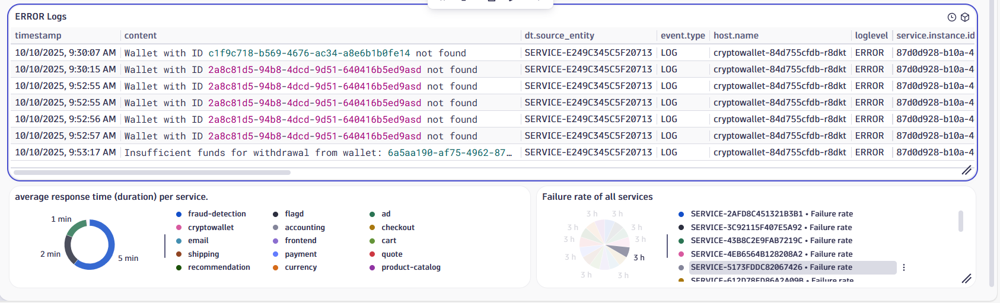 ERROR Logs
timestamp content dt.source_entity event.type host.name loglevel service.instance.id
10/10/2025, 9:30:07 AM Wallet with ID c1f9c718-b569-4676-ac34-a8e6b1b0fe14 not found SERVICE-E249C345C5F20713 LOG cryptowallet-84d755cfdb-r8dkt ERROR 87d0d928-b10a-4
10/10/2025, 9:30:15 AM Wallet with ID 2a8c81d5-94b8-4dcd-9d51-640416b5ed9asd not found SERVICE-E249C345C5F20713 LOG cryptowallet-84d755cfdb-r8dkt ERROR 87d0d928-b10a-4
10/10/2025, 9:52:55 AM Wallet with ID 2a8c81d5-94b8-4dcd-9d51-640416b5ed9asd not found SERVICE-E249C345C5F20713 LOG cryptowallet-84d755cfdb-r8dkt ERROR 87d0d928-b10a-4
10/10/2025, 9:52:55 AM Wallet with ID 2a8c81d5-94b8-4dcd-9d51-640416b5ed9asd not found SERVICE-E249C345C5F20713 LOG cryptowallet-84d755cfdb-r8dkt ERROR 87d0d928-b10a-4
10/10/2025, 9:52:56 AM Wallet with ID 2a8c81d5-94b8-4dcd-9d51-640416b5ed9asd not found SERVICE-E249C345C5F20713 LOG cryptowallet-84d755cfdb-r8dkt ERROR 87d0d928-b10a-4
10/10/2025, 9:52:57 AM Wallet with ID 2a8c81d5-94b8-4dcd-9d51-640416b5ed9asd not found SERVICE-E249C345C5F20713 LOG cryptowallet-84d755cfdb-r8dkt ERROR 87d0d928-b10a-4
10/10/2025, 9:53:17 AM Insufficient funds for withdrawal from wallet: 6a5aa190-af75-4962-87… SERVICE-E249C345C5F20713 LOG cryptowallet-84d755cfdb-r8dkt ERROR 87d0d928-b10a-4
average response time (duration) per service.
1 min
2 min
5 min
fraud-detection flagd ad
cryptowallet accounting checkout
email frontend cart
shipping payment quote
recommendation currency product-catalog
Failure rate of all services
3 h 3 h
3 h 3 h
3 h 3 h
3 h 3 h
3 h 3 h
SERVICE-2AFD8C451321B3B1 • Failure rate
SERVICE-3C92115F407E5A92 • Failure rate
SERVICE-43B8C2E9FAB7219C • Failure rate
SERVICE-4EB6564B128208A2 • Failure rate
SERVICE-5173FDDC82067426 • Failure rate
SERVICE-612D78ED86A2A09B • Failure rate